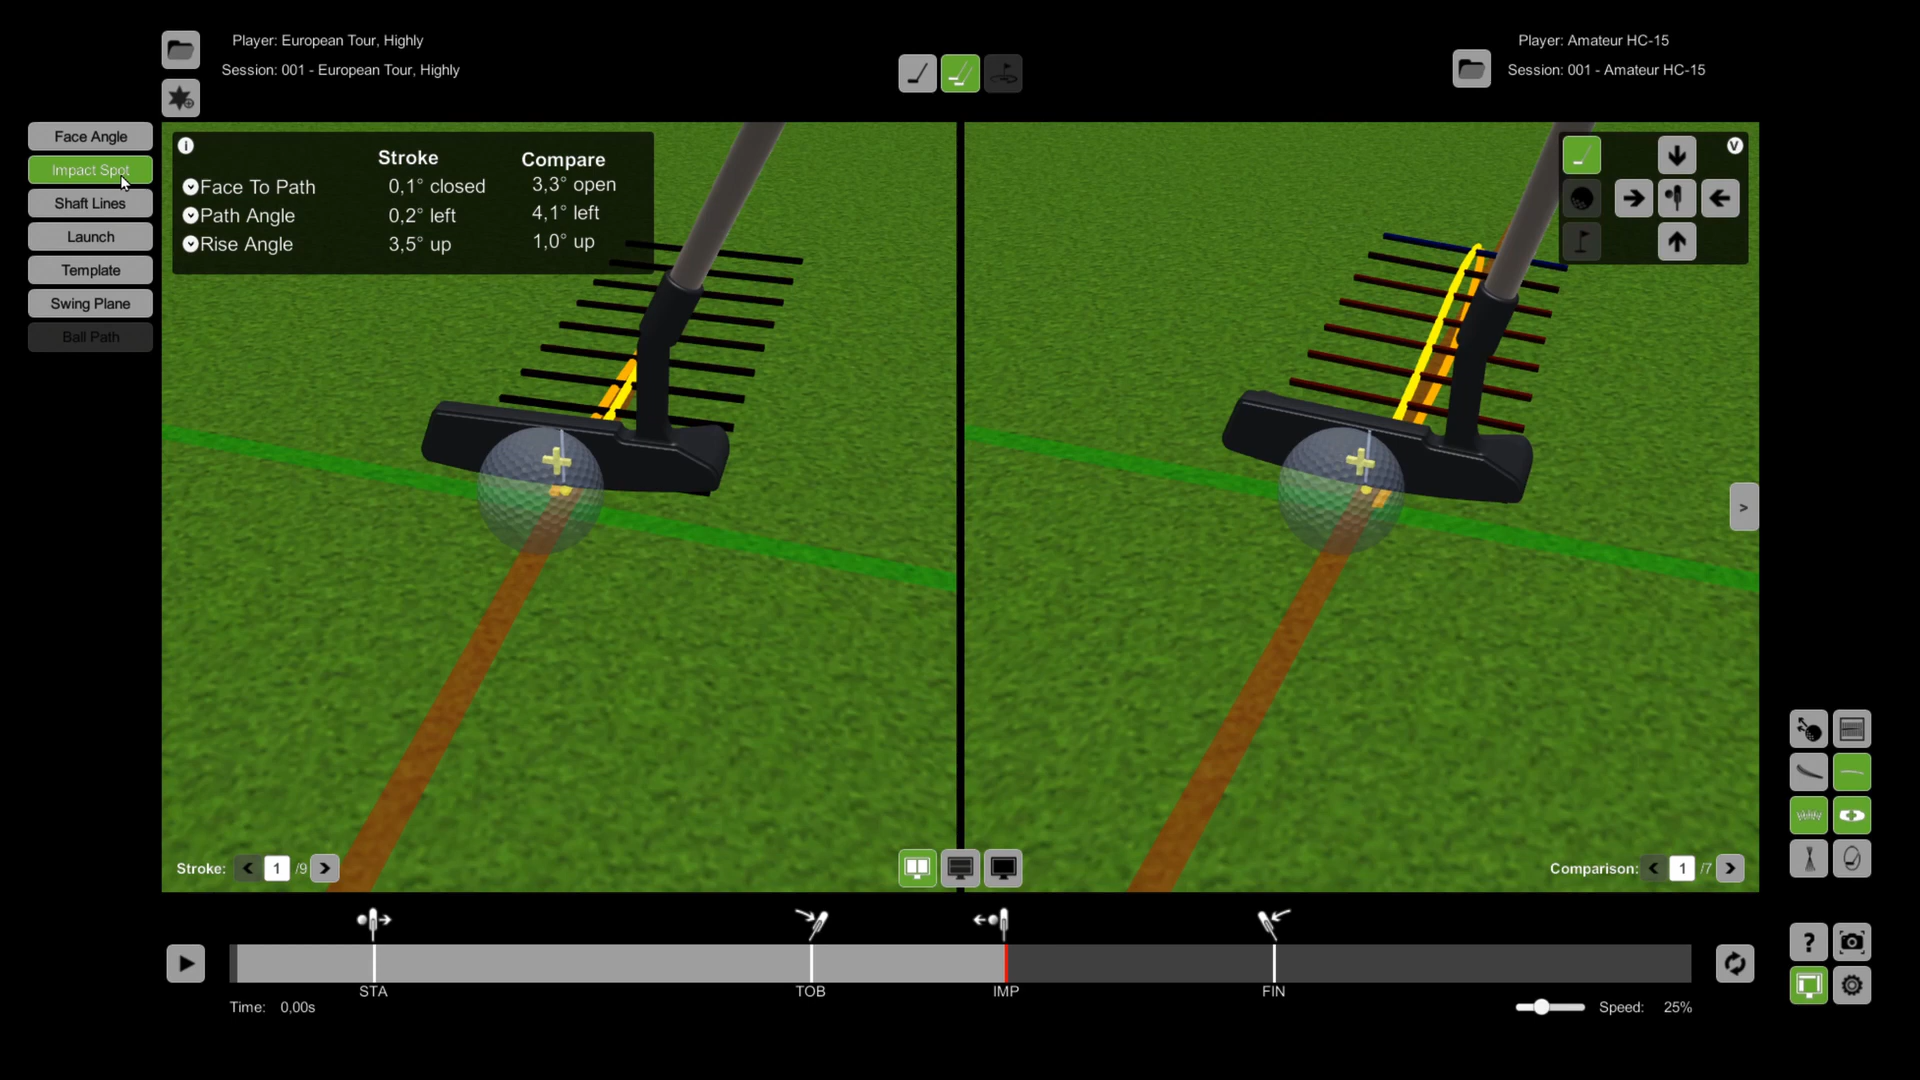 Player: European Tour, Highly
Session: 001 - European Tour, Highly
Player: Amateur HC-15
Session: 001 - Amateur HC-15
Face Angle
Impact Spot
Shaft Lines
Launch
Template
Swing Plane
Ball Path
i
Stroke Compare
Face To Path 0,1° closed 3,3° open
Path Angle 0,2° left 4,1° left
Rise Angle 3,5° up 1,0° up
V
>
Stroke: < 1 /9 >
Comparison: < 1 /7 >
STA TOB IMP FIN
Time: 0,00s
Speed: 25%
?